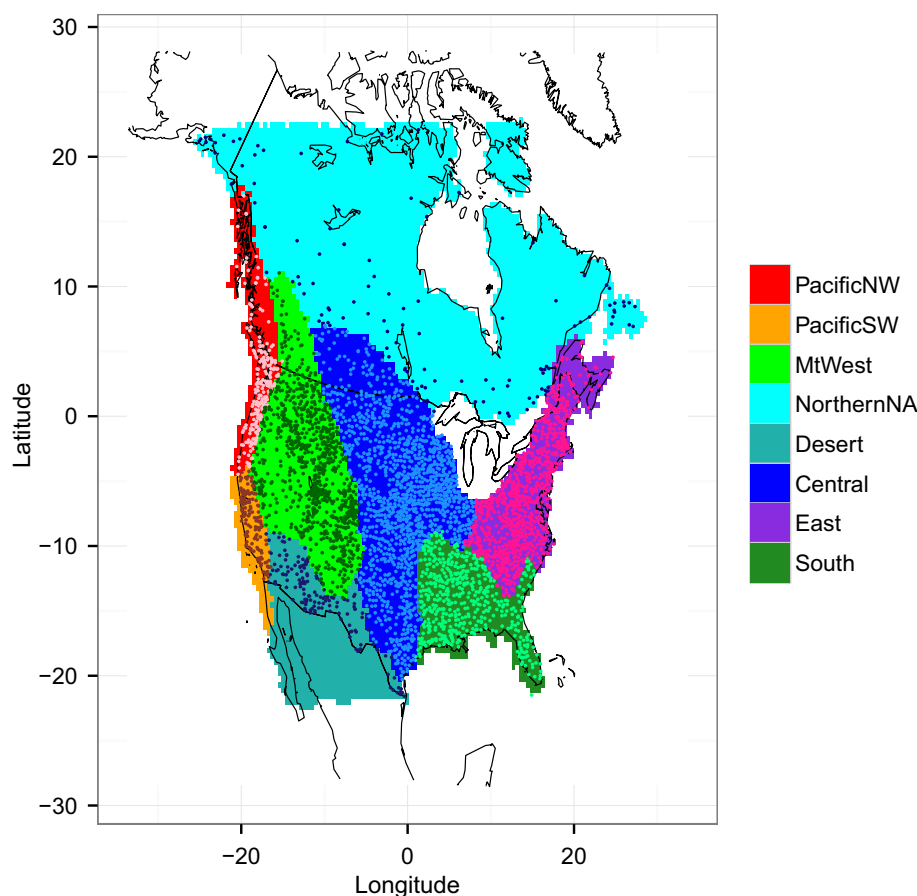 30
20
10
0
−10
−20
−30
Latitude
−20
0
20
Longitude
PacificNW
PacificSW
MtWest
NorthernNA
Desert
Central
East
South